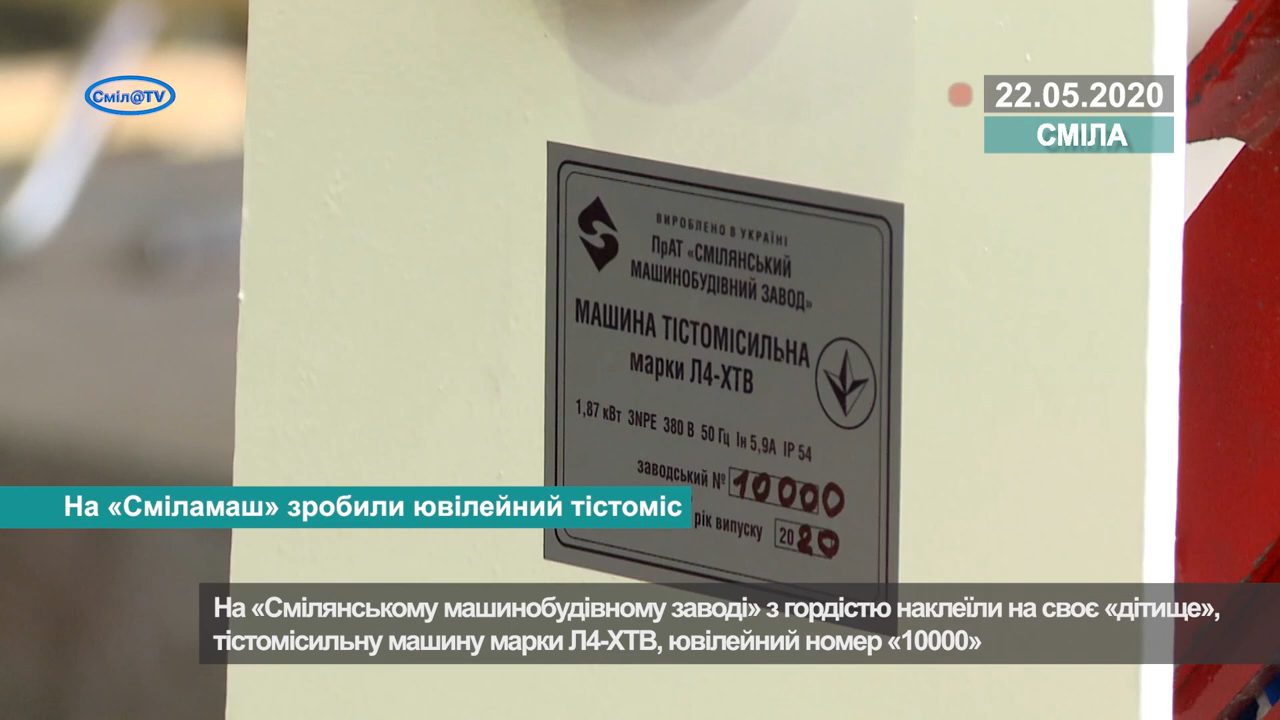 Сміл@TV
22.05.2020
СМІЛА
ВИРОБЛЕНО В УКРАЇНІ
ПрАТ «СМІЛЯНСЬКИЙ
МАШИНОБУДІВНИЙ ЗАВОД»
МАШИНА ТІСТОМІСИЛЬНА
марки Л4-ХТВ
1,87 кВт 3NPE 380 В 50 Гц Ін 5,9А IP 54
заводський № 10000
рік випуску 2020
На «Сміламаш» зробили ювілейний тістоміс
На «Смілянському машинобудівному заводі» з гордістю наклеїли на своє «дітище»,
тістомісильну машину марки Л4-ХТВ, ювілейний номер «10000»